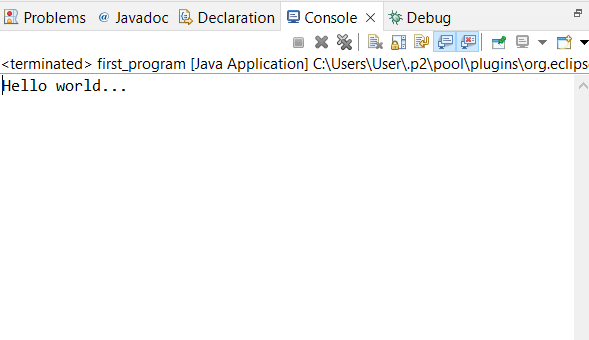 Problems @ Javadoc Declaration Console Debug
<terminated> first_program [Java Application] C:\Users\User\.p2\pool\plugins\org.eclips
Hello world...